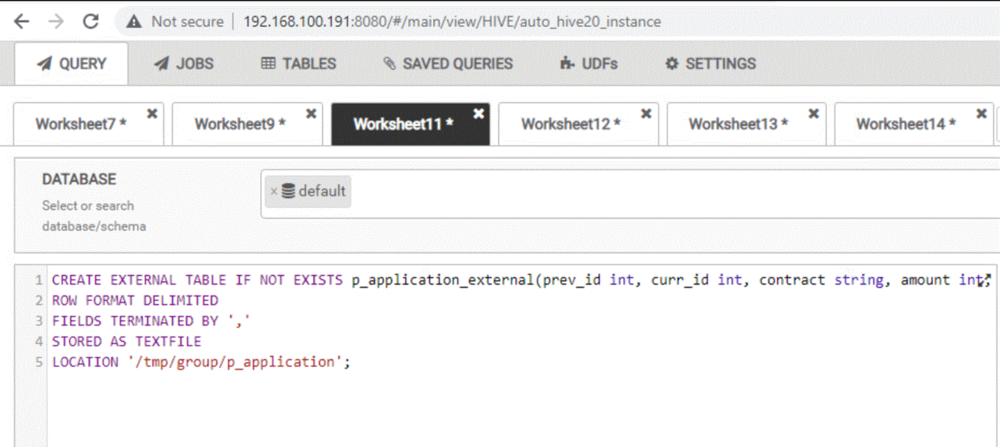 Not secure | 192.168.100.191:8080/#/main/view/HIVE/auto_hive20_instance
QUERY JOBS TABLES SAVED QUERIES UDFs SETTINGS
Worksheet7 * Worksheet9 * Worksheet11 * Worksheet12 * Worksheet13 * Worksheet14 *
DATABASE
Select or search
database/schema
× default
1 CREATE EXTERNAL TABLE IF NOT EXISTS p_application_external(prev_id int, curr_id int, contract string, amount int,
2 ROW FORMAT DELIMITED
3 FIELDS TERMINATED BY ','
4 STORED AS TEXTFILE
5 LOCATION '/tmp/group/p_application';